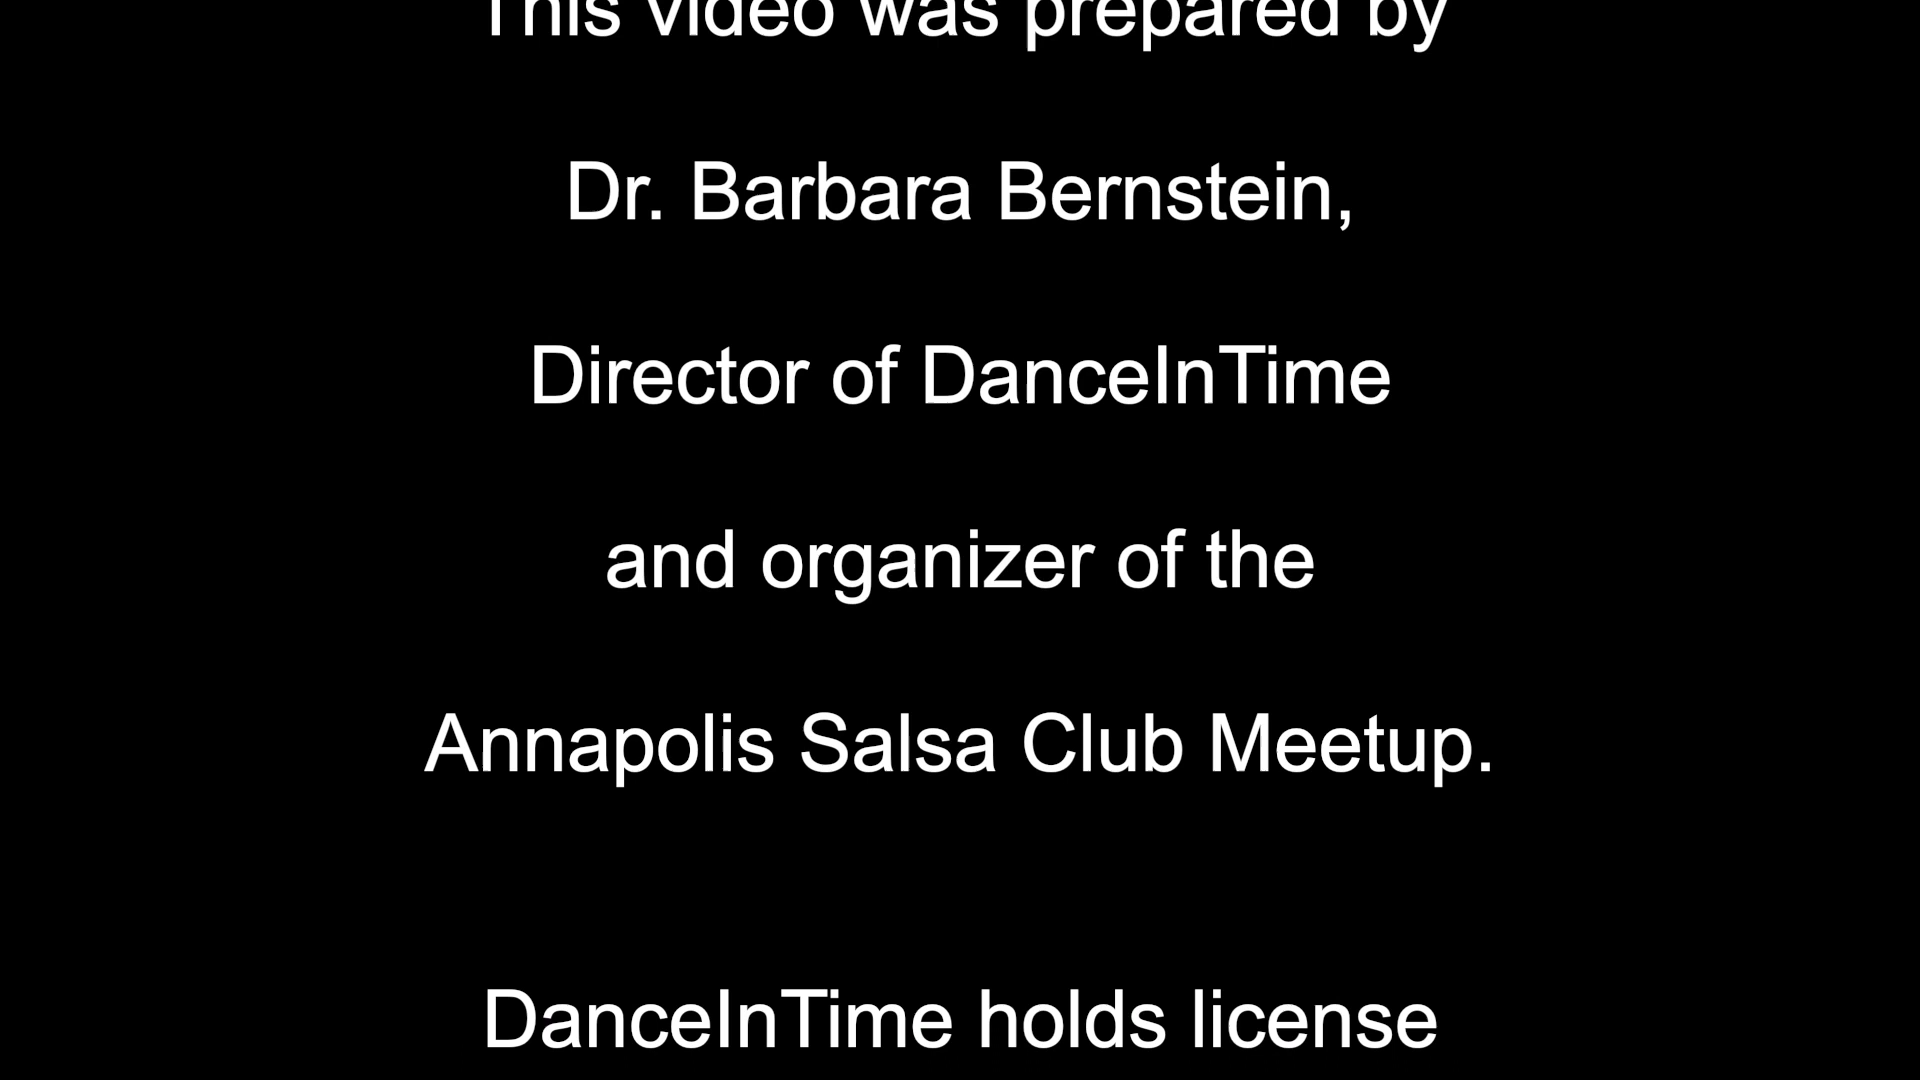 This video was prepared by
Dr. Barbara Bernstein,
Director of DanceInTime
and organizer of the
Annapolis Salsa Club Meetup.
DanceInTime holds license